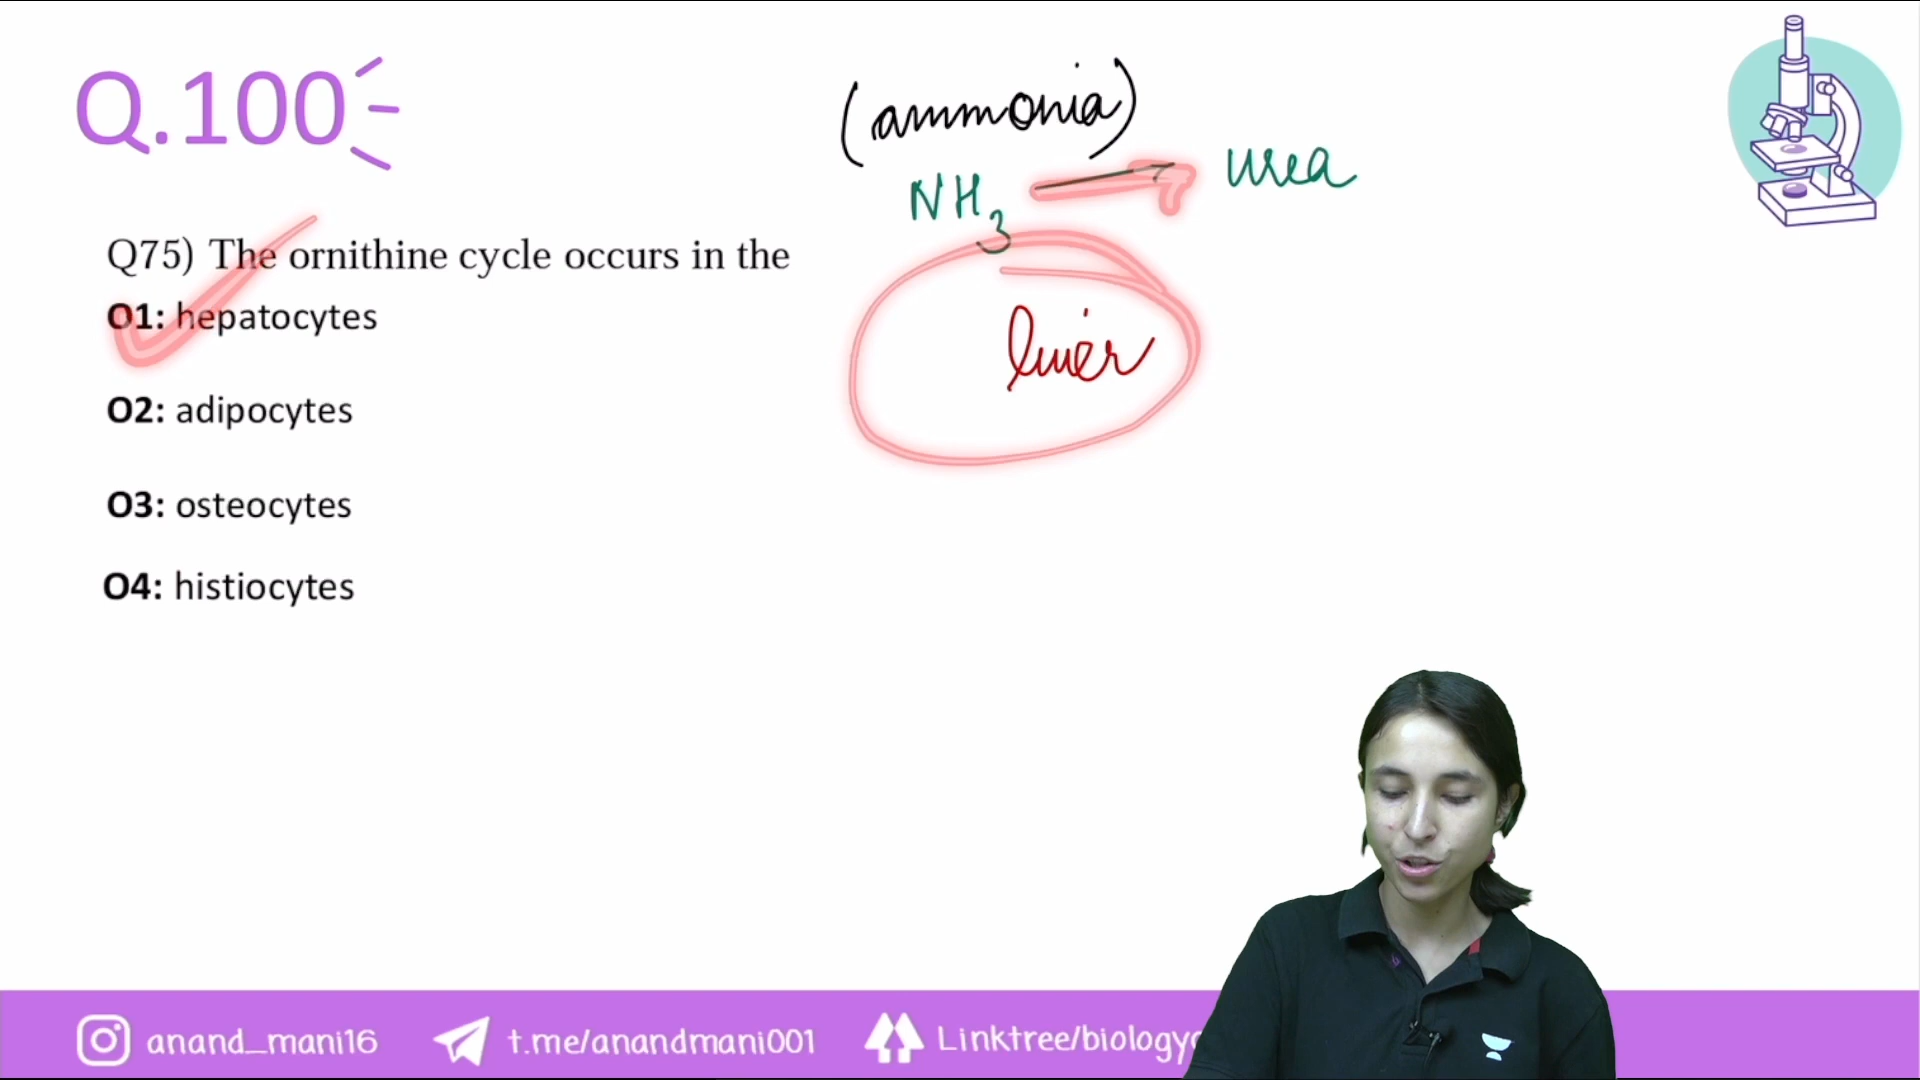 Q.100
(ammonia)
NH3 → urea
Q75) The ornithine cycle occurs in the
O1: hepatocytes
liver
O2: adipocytes
O3: osteocytes
O4: histiocytes
anand_mani16 t.me/anandmani001 Linktree/biology